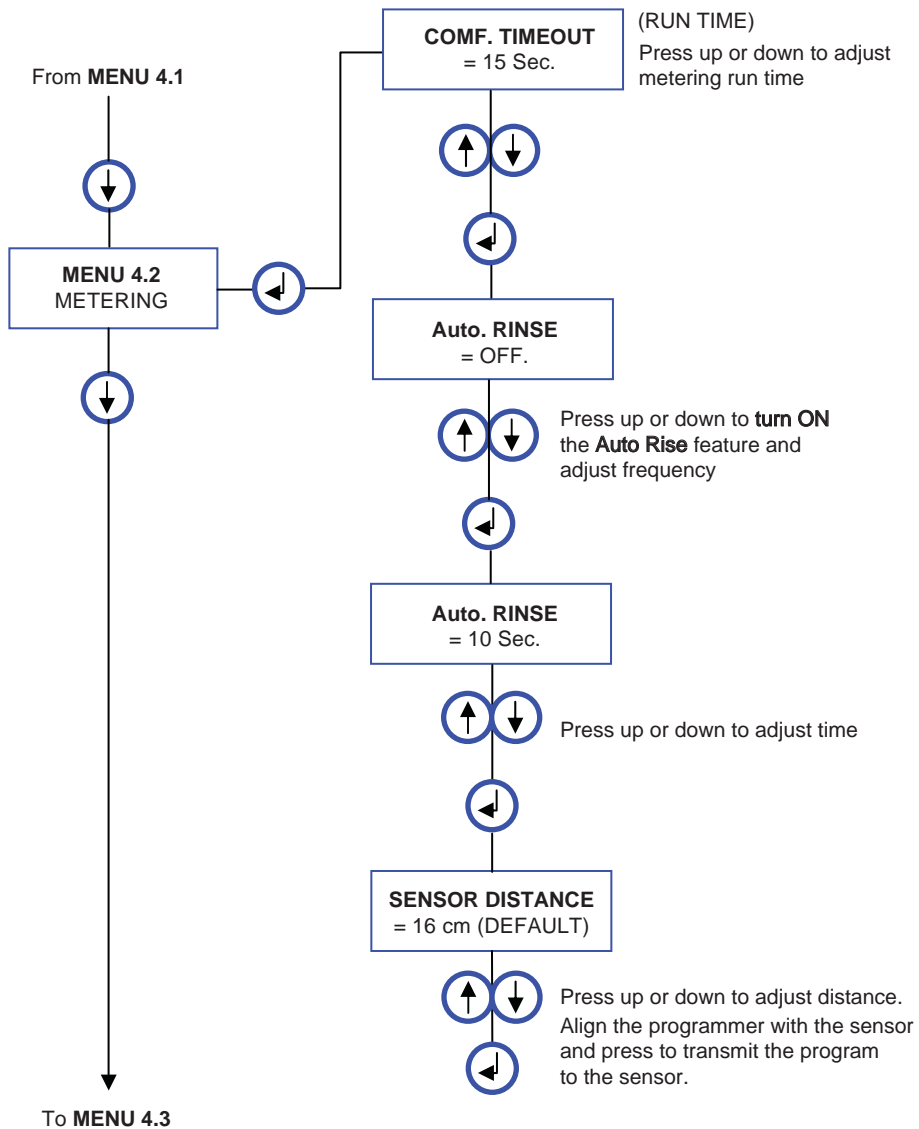 From MENU 4.1
MENU 4.2
METERING
COMF. TIMEOUT
= 15 Sec.
(RUN TIME)
Press up or down to adjust
metering run time
Auto. RINSE
= OFF.
Press up or down to turn ON
the Auto Rise feature and
adjust frequency
Auto. RINSE
= 10 Sec.
Press up or down to adjust time
SENSOR DISTANCE
= 16 cm (DEFAULT)
Press up or down to adjust distance.
Align the programmer with the sensor
and press to transmit the program
to the sensor.
To MENU 4.3